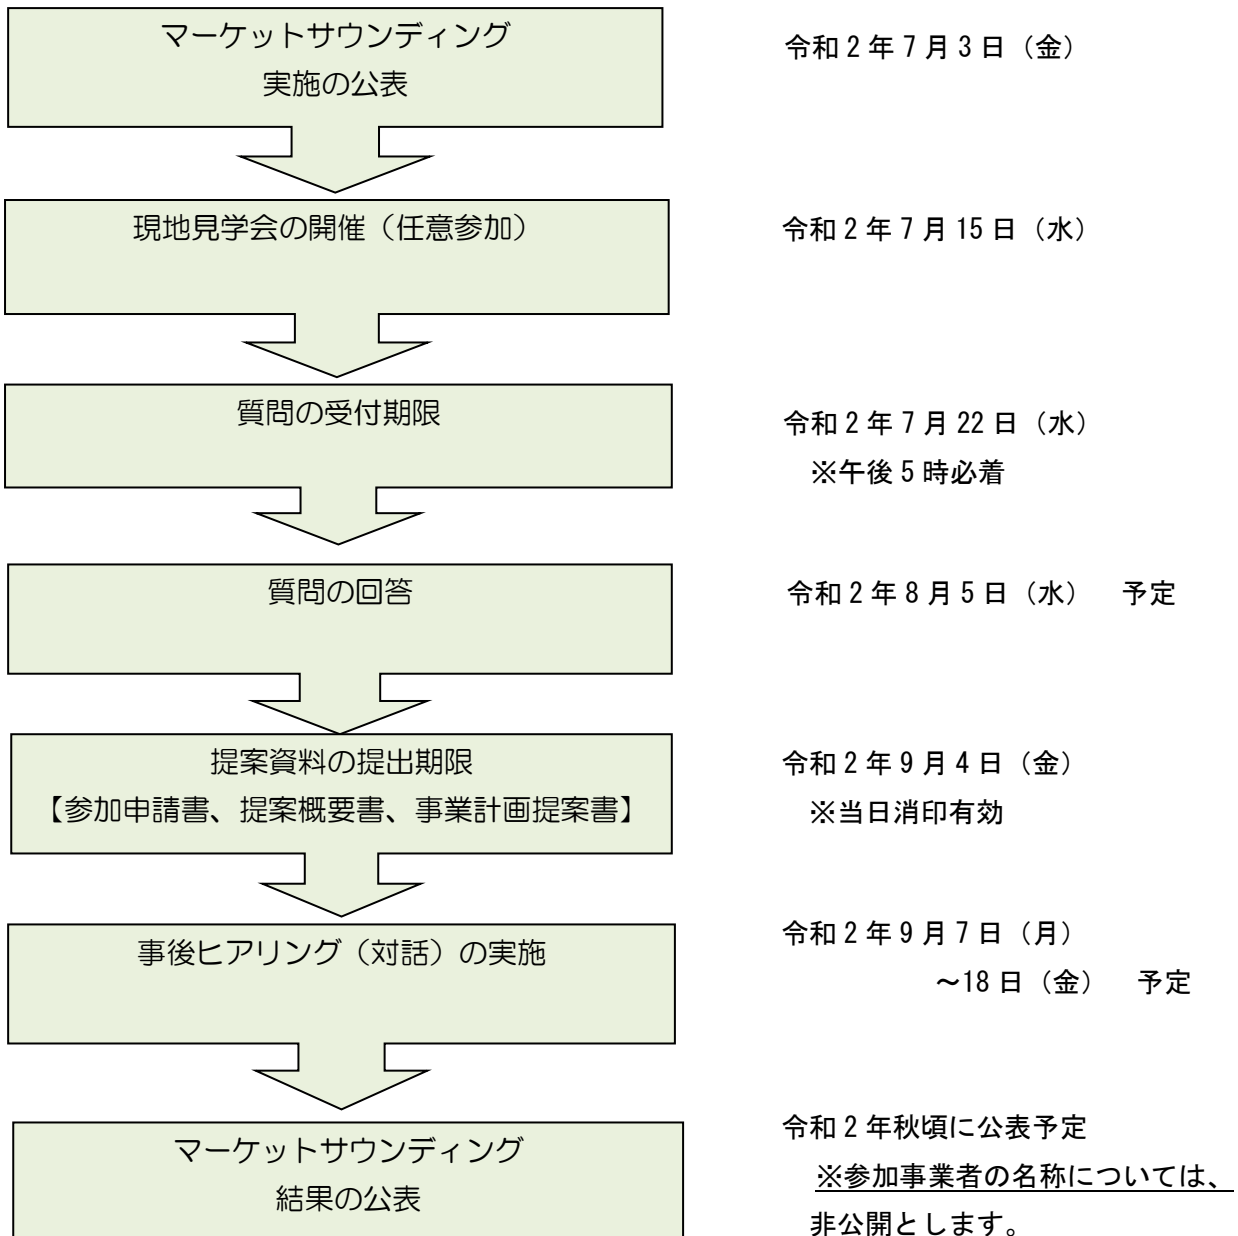 マーケットサウンディング
実施の公表
令和2年7月3日（金）
現地見学会の開催（任意参加）
令和2年7月15日（水）
質問の受付期限
令和2年7月22日（水）
※午後5時必着
質問の回答
令和2年8月5日（水）　予定
提案資料の提出期限
【参加申請書、提案概要書、事業計画提案書】
令和2年9月4日（金）
※当日消印有効
事後ヒアリング（対話）の実施
令和2年9月7日（月）
～18日（金）　予定
マーケットサウンディング
結果の公表
令和2年秋頃に公表予定
※参加事業者の名称については、
非公開とします。